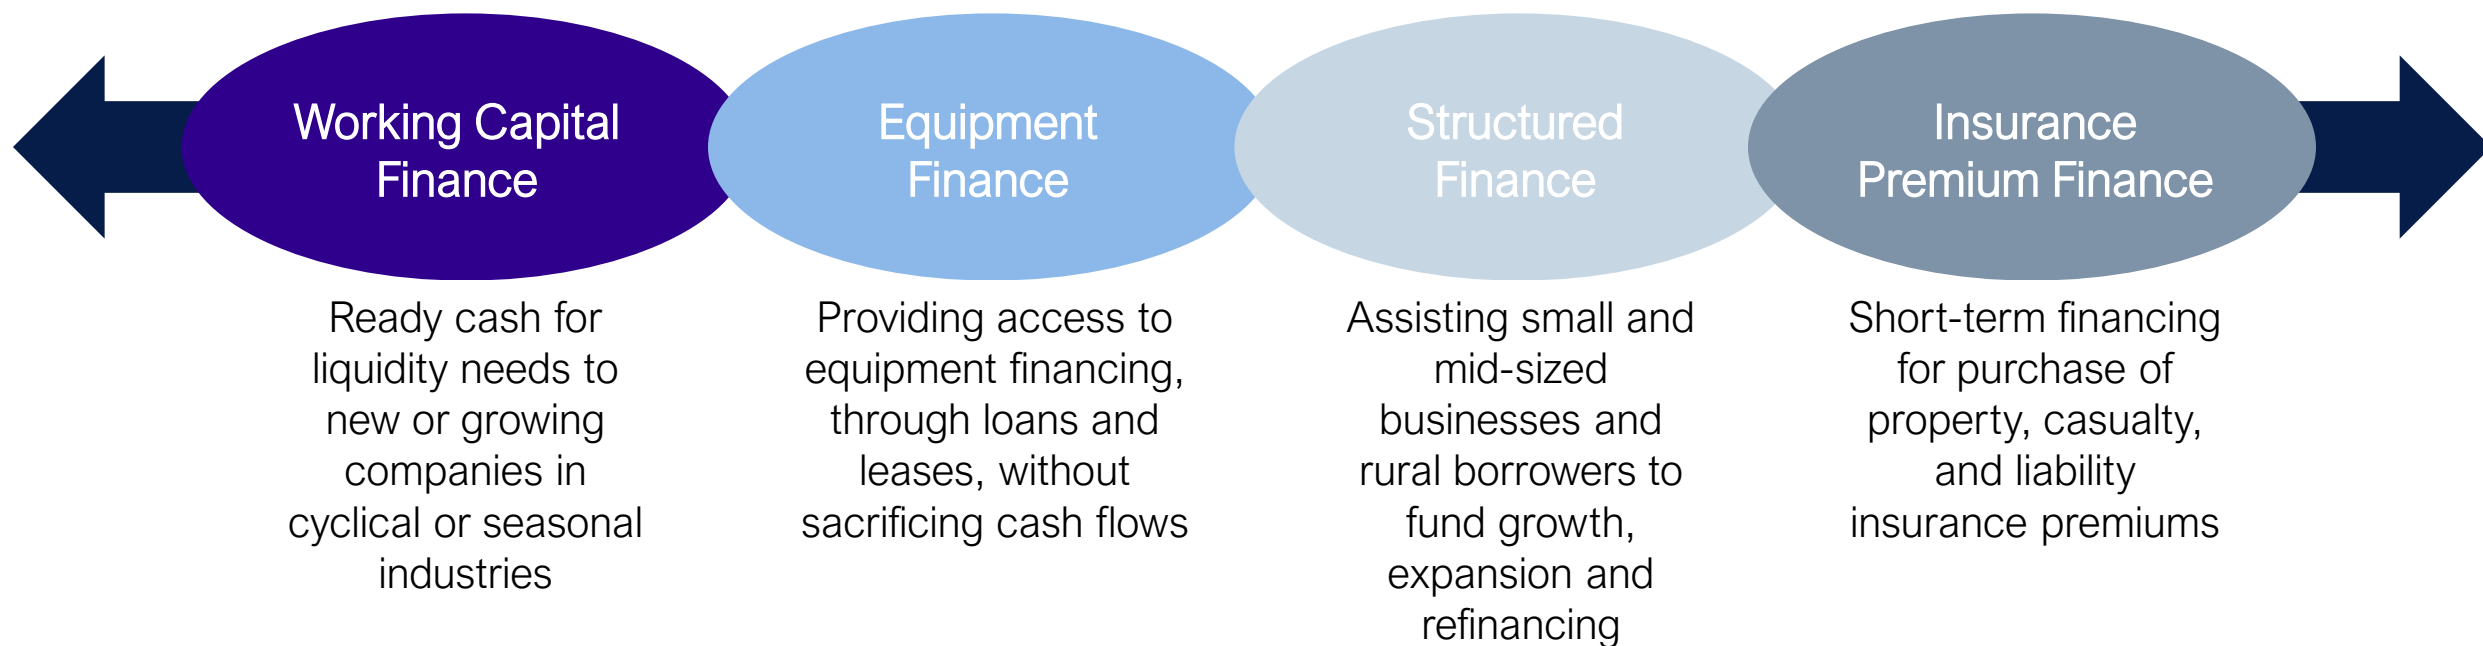 Working Capital
Finance
Equipment
Finance
Structured
Finance
Insurance
Premium Finance
Ready cash for
liquidity needs to
new or growing
companies in
cyclical or seasonal
industries
Providing access to
equipment financing,
through loans and
leases, without
sacrificing cash flows
Assisting small and
mid-sized
businesses and
rural borrowers to
fund growth,
expansion and
refinancing
Short-term financing
for purchase of
property, casualty,
and liability
insurance premiums